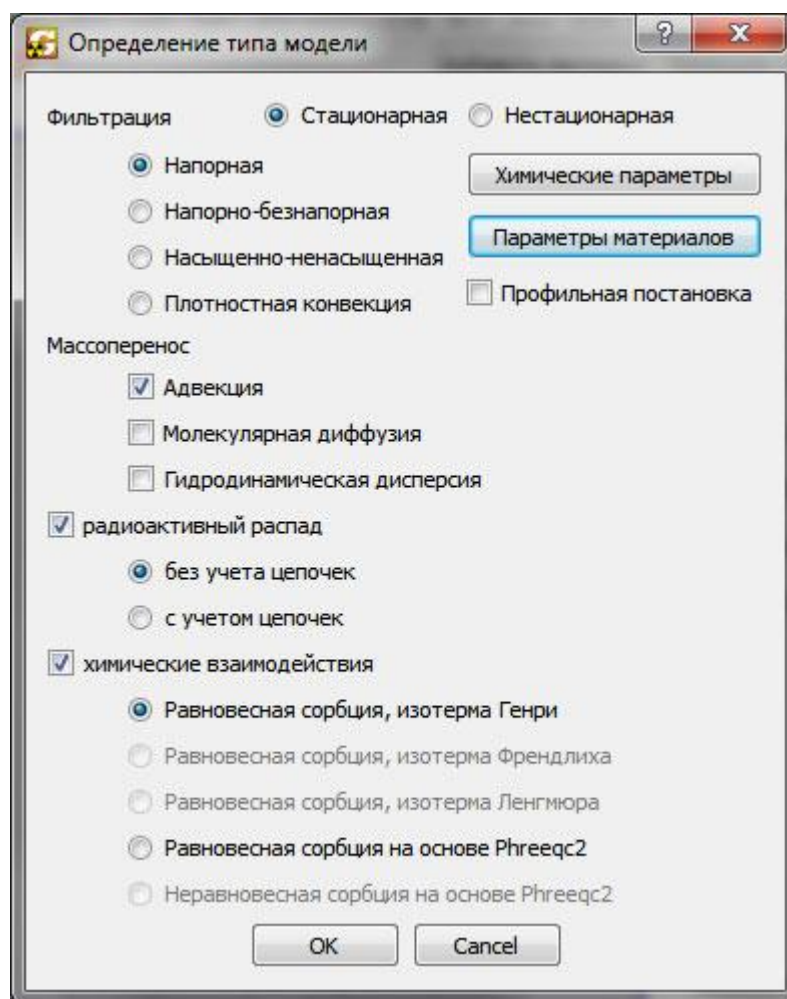 Определение типа модели
Фильтрация
Стационарная
Нестационарная
Напорная
Химические параметры
Напорно-безнапорная
Параметры материалов
Насыщенно-ненасыщенная
Профильная постановка
Плотностная конвекция
Массоперенос
Адвекция
Молекулярная диффузия
Гидродинамическая дисперсия
радиоактивный распад
без учета цепочек
с учетом цепочек
химические взаимодействия
Равновесная сорбция, изотерма Генри
Равновесная сорбция, изотерма Френдлиха
Равновесная сорбция, изотерма Ленгмюра
Равновесная сорбция на основе Phreeqc2
Неравновесная сорбция на основе Phreeqc2
OK
Cancel